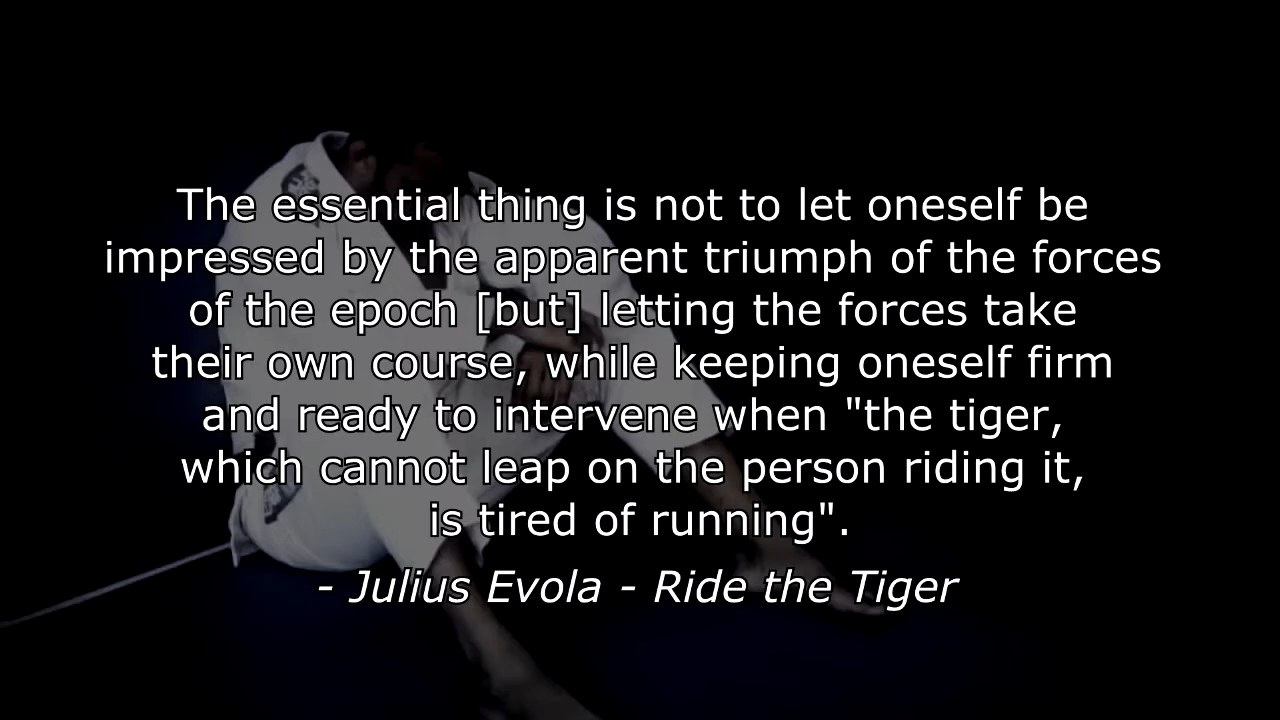 The essential thing is not to let oneself be
impressed by the apparent triumph of the forces
of the epoch [but] letting the forces take
their own course, while keeping oneself firm
and ready to intervene when "the tiger,
which cannot leap on the person riding it,
is tired of running".
- Julius Evola - Ride the Tiger